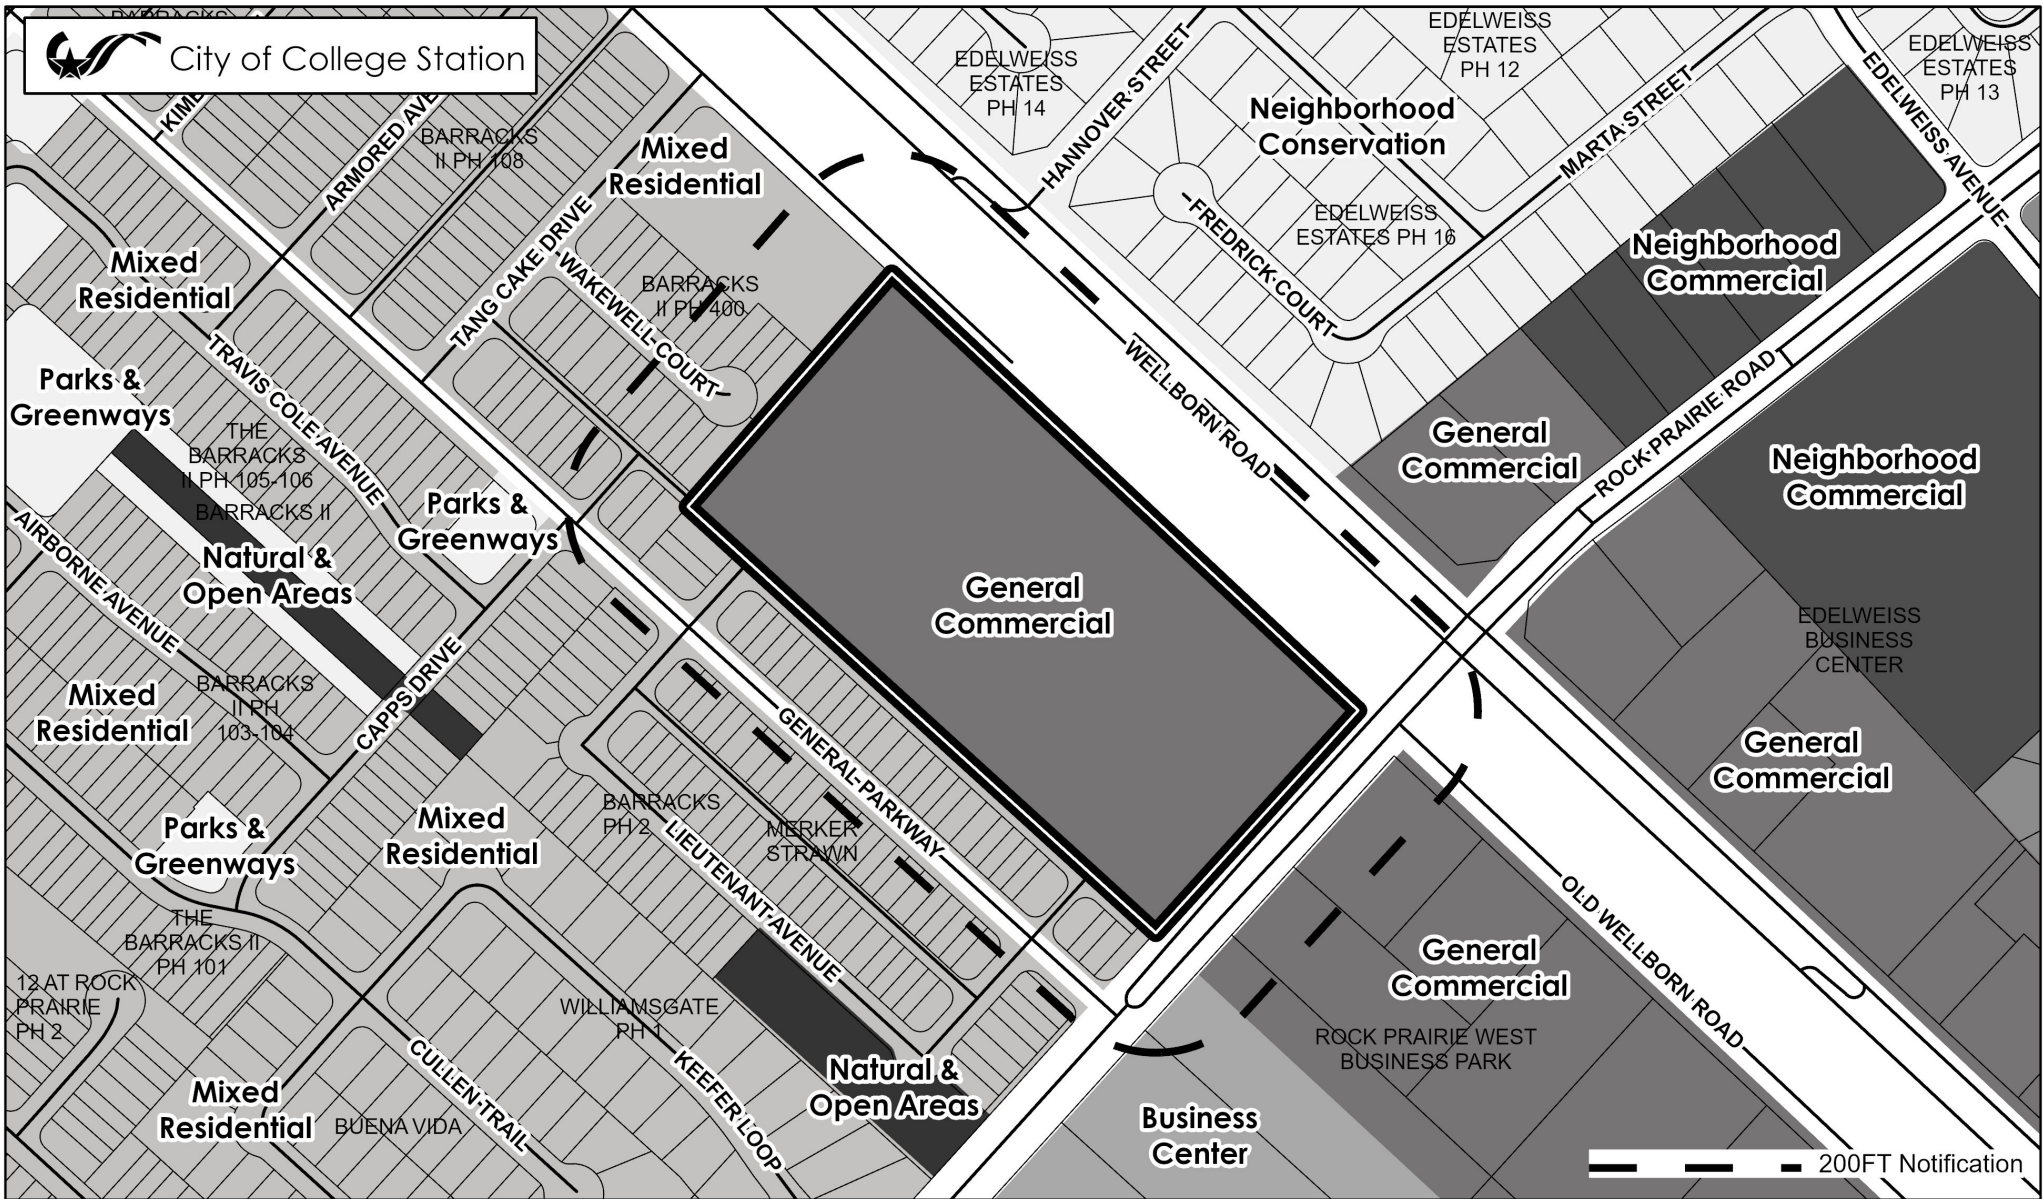 City of College Station
BARRACKS
EDELWEISS
ESTATES
PH 14
EDELWEISS
ESTATES
PH 12
EDELWEISS
ESTATES
PH 13
HANNOVER STREET
Neighborhood
Conservation
MARTA STREET
EDELWEISS AVENUE
ARMORED AVE
BARRACKS
II PH 108
Mixed
Residential
EDELWEISS
ESTATES PH 16
FREDRICK COURT
Neighborhood
Commercial
Mixed
Residential
TANG CAKE DRIVE
WAKEWELL COURT
BARRACKS
II PH 400
WELLBORN ROAD
ROCK PRAIRIE ROAD
Parks &
Greenways
TRAVIS COLE AVENUE
THE
BARRACKS
II PH 105-106
BARRACKS II
Parks &
Greenways
General
Commercial
Neighborhood
Commercial
AIRBORNE AVENUE
Natural &
Open Areas
General
Commercial
EDELWEISS
BUSINESS
CENTER
Mixed
Residential
BARRACKS
II PH
103-104
CAPPS DRIVE
GENERAL PARKWAY
General
Commercial
Parks &
Greenways
Mixed
Residential
BARRACKS
PH 2
LIEUTENANT AVENUE
MERKER
STRAWN
OLD WELLBORN ROAD
THE
BARRACKS II
PH 101
12 AT ROCK
PRAIRIE
PH 2
WILLIAMSGATE
PH 1
General
Commercial
ROCK PRAIRIE WEST
BUSINESS PARK
Mixed
Residential
BUENA VIDA
CULLEN TRAIL
KEEFER LOOP
Natural &
Open Areas
Business
Center
200FT Notification